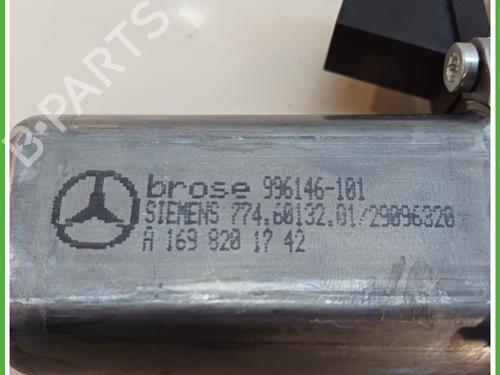 B-PARTS
brose 996146-101
SIEMENS 774.60132.01/29096320
A 169 820 17 42